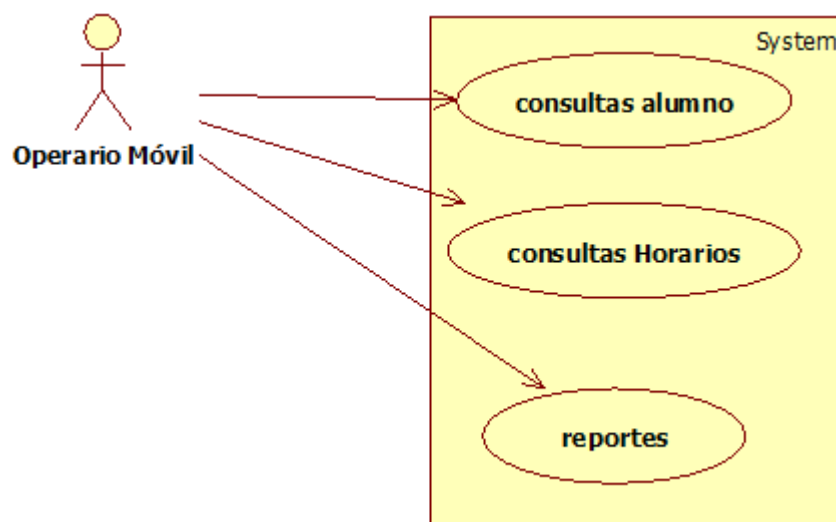 System
consultas alumno
Operario Móvil
consultas Horarios
reportes